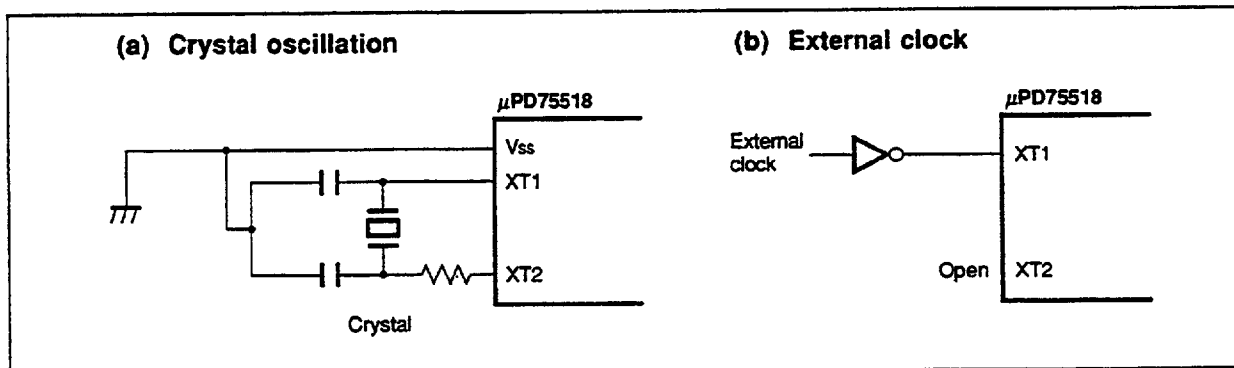 (a) Crystal oscillation
μPD75518
Vss
XT1
XT2
Crystal
(b) External clock
μPD75518
External
clock
XT1
Open
XT2